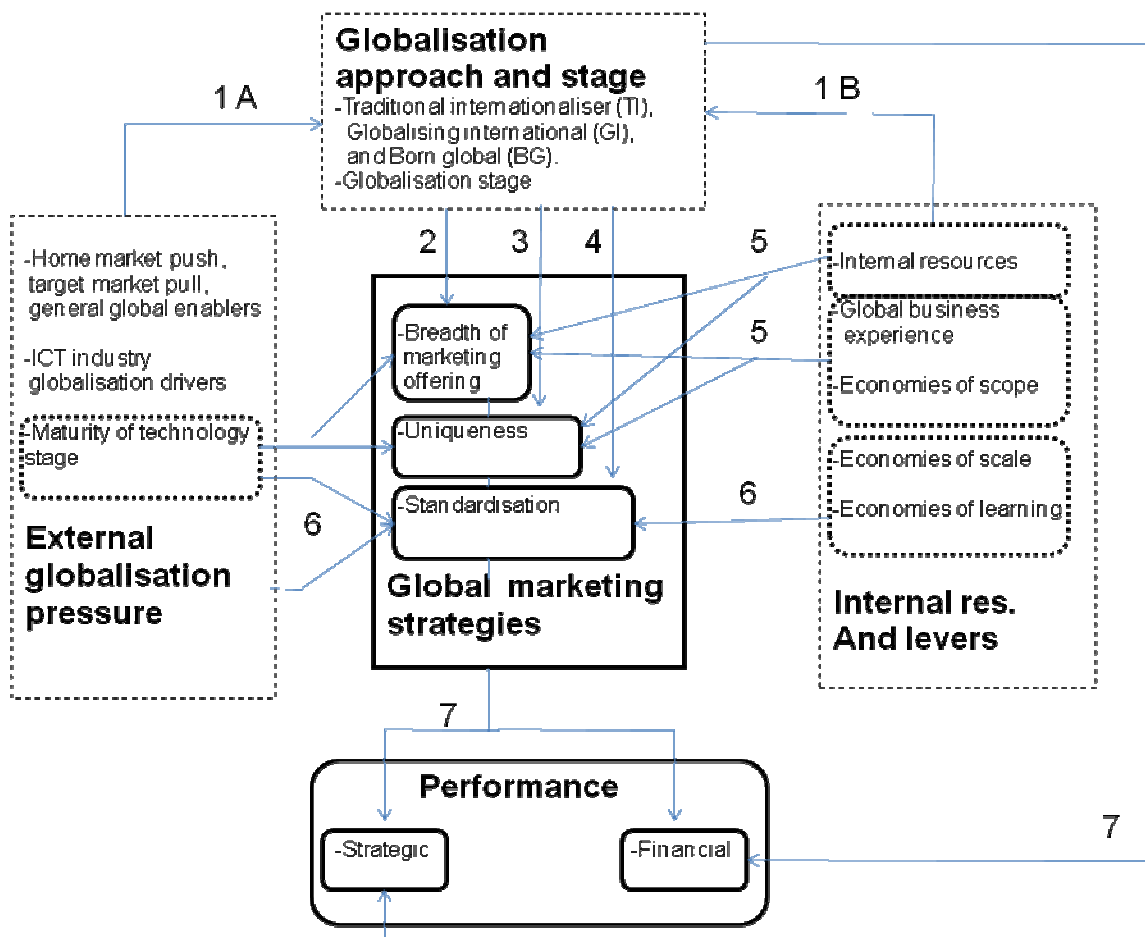 Globalisation
approach and stage
-Traditional internationaliser (TI),
Globalising international (GI),
and Born global (BG).
-Globalisation stage
1 A
1 B
2
3
4
5
5
6
6
-Home market push,
target market pull,
general global enablers
-ICT industry
globalisation drivers
-Maturity of technology
stage
External
globalisation
pressure
-Breadth of
marketing
offering
-Uniqueness
-Standardisation
Global marketing
strategies
-Internal resources
-Global business
experience
-Economies of scope
-Economies of scale
-Economies of learning
Internal res.
And levers
7
Performance
-Strategic
-Financial
7